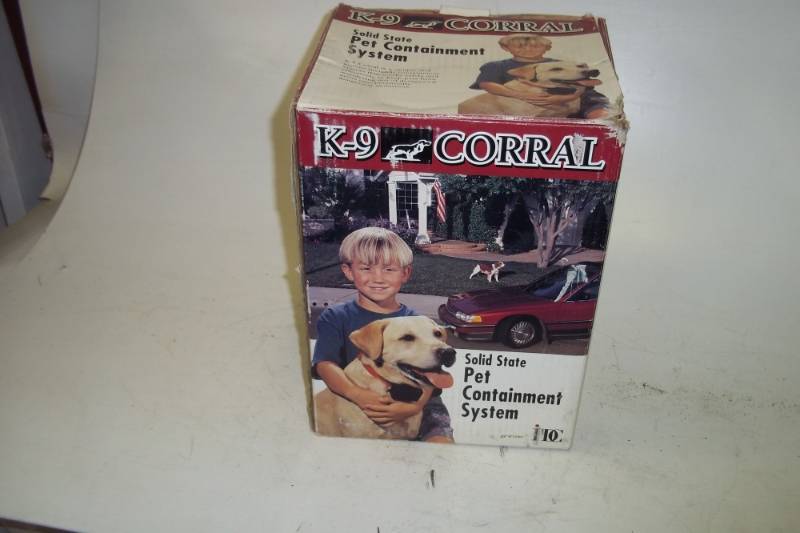 K-9 CORRAL
Solid State
Pet Containment
System
K-9 CORRAL
Solid State
Pet
Containment
System